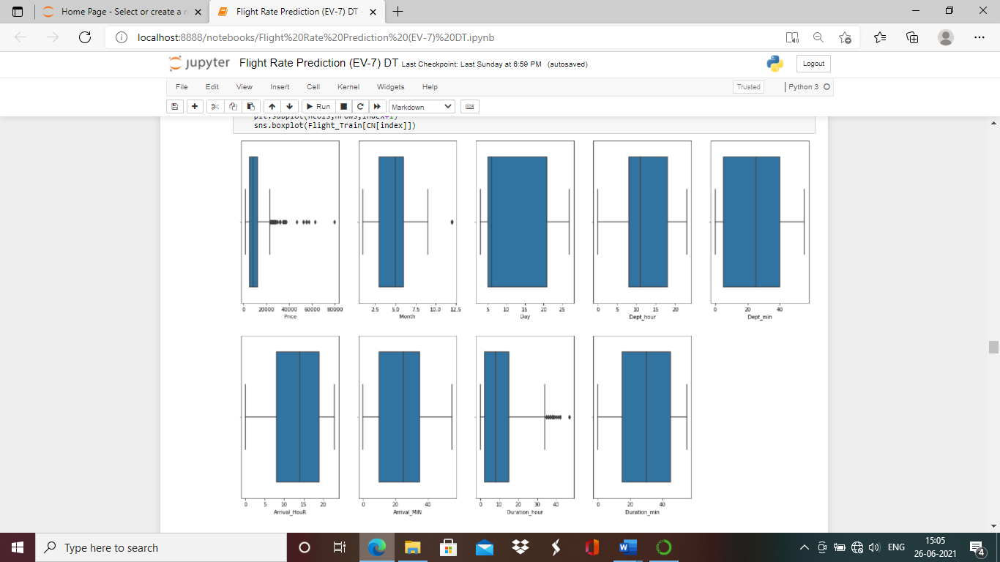 Home Page - Select or create a n
Flight Rate Prediction (EV-7) DT -
localhost:8888/notebooks/Flight%20Rate%20Prediction%20(EV-7)%20DT.ipynb
jupyter Flight Rate Prediction (EV-7) DT Last Checkpoint: Last Sunday at 6:59 PM (autosaved)
Logout
File Edit View Insert Cell Kernel Widgets Help
Trusted Python 3
Run Markdown
plt.subplot(ncols,nrows,index+1)
sns.boxplot(Flight_Train[CN[index]])
0 20000 40000 60000 80000
Price
2.5 5.0 7.5 10.0 12.5
Month
5 10 15 20 25
Day
0 5 10 15 20
Dept_hour
0 20 40
Dept_min
0 5 10 15 20
Arrival_HouR
0 20 40
Arrival_MiN
0 10 20 30 40
Duration_hour
0 20 40
Duration_min
Type here to search
ENG
15:05
26-06-2021
4